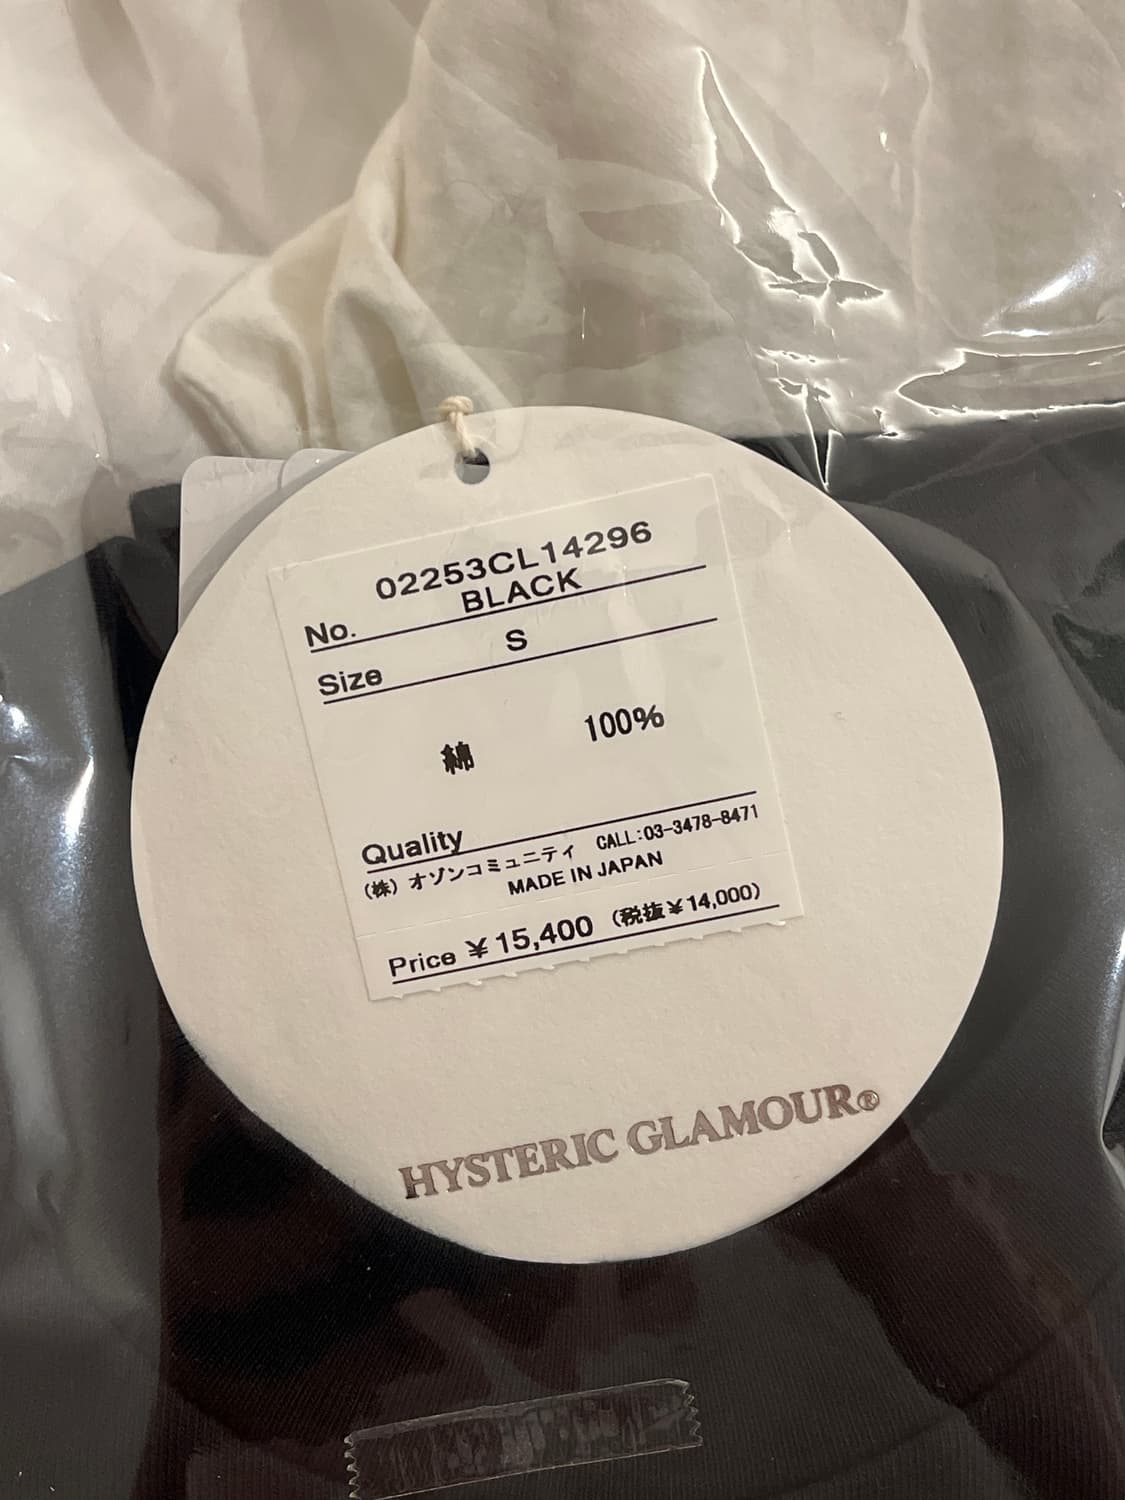 02253CL14296
No. BLACK
Size S
綿 100%
Quality
(株)オゾンコミュニティ CALL:03-3478-8471
MADE IN JAPAN
Price ¥15,400 (税抜¥14,000)
HYSTERIC GLAMOUR®